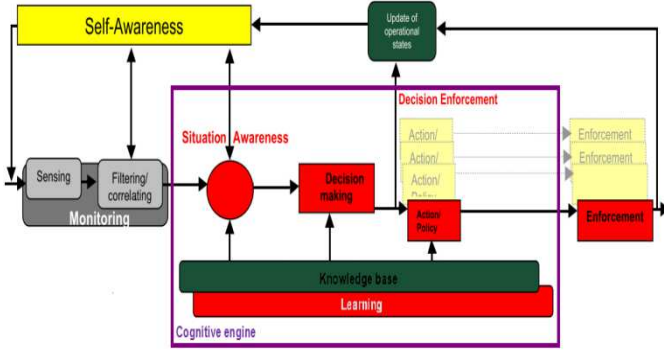 Self-Awareness
Update of
operational
states
Decision Enforcement
Situation Awareness
Action/
Enforcement
Action/
Enforcement
Action/
Policy
Sensing
Filtering/
correlating
Monitoring
Decision
making
Action/
Policy
Enforcement
Knowledge base
Learning
Cognitive engine